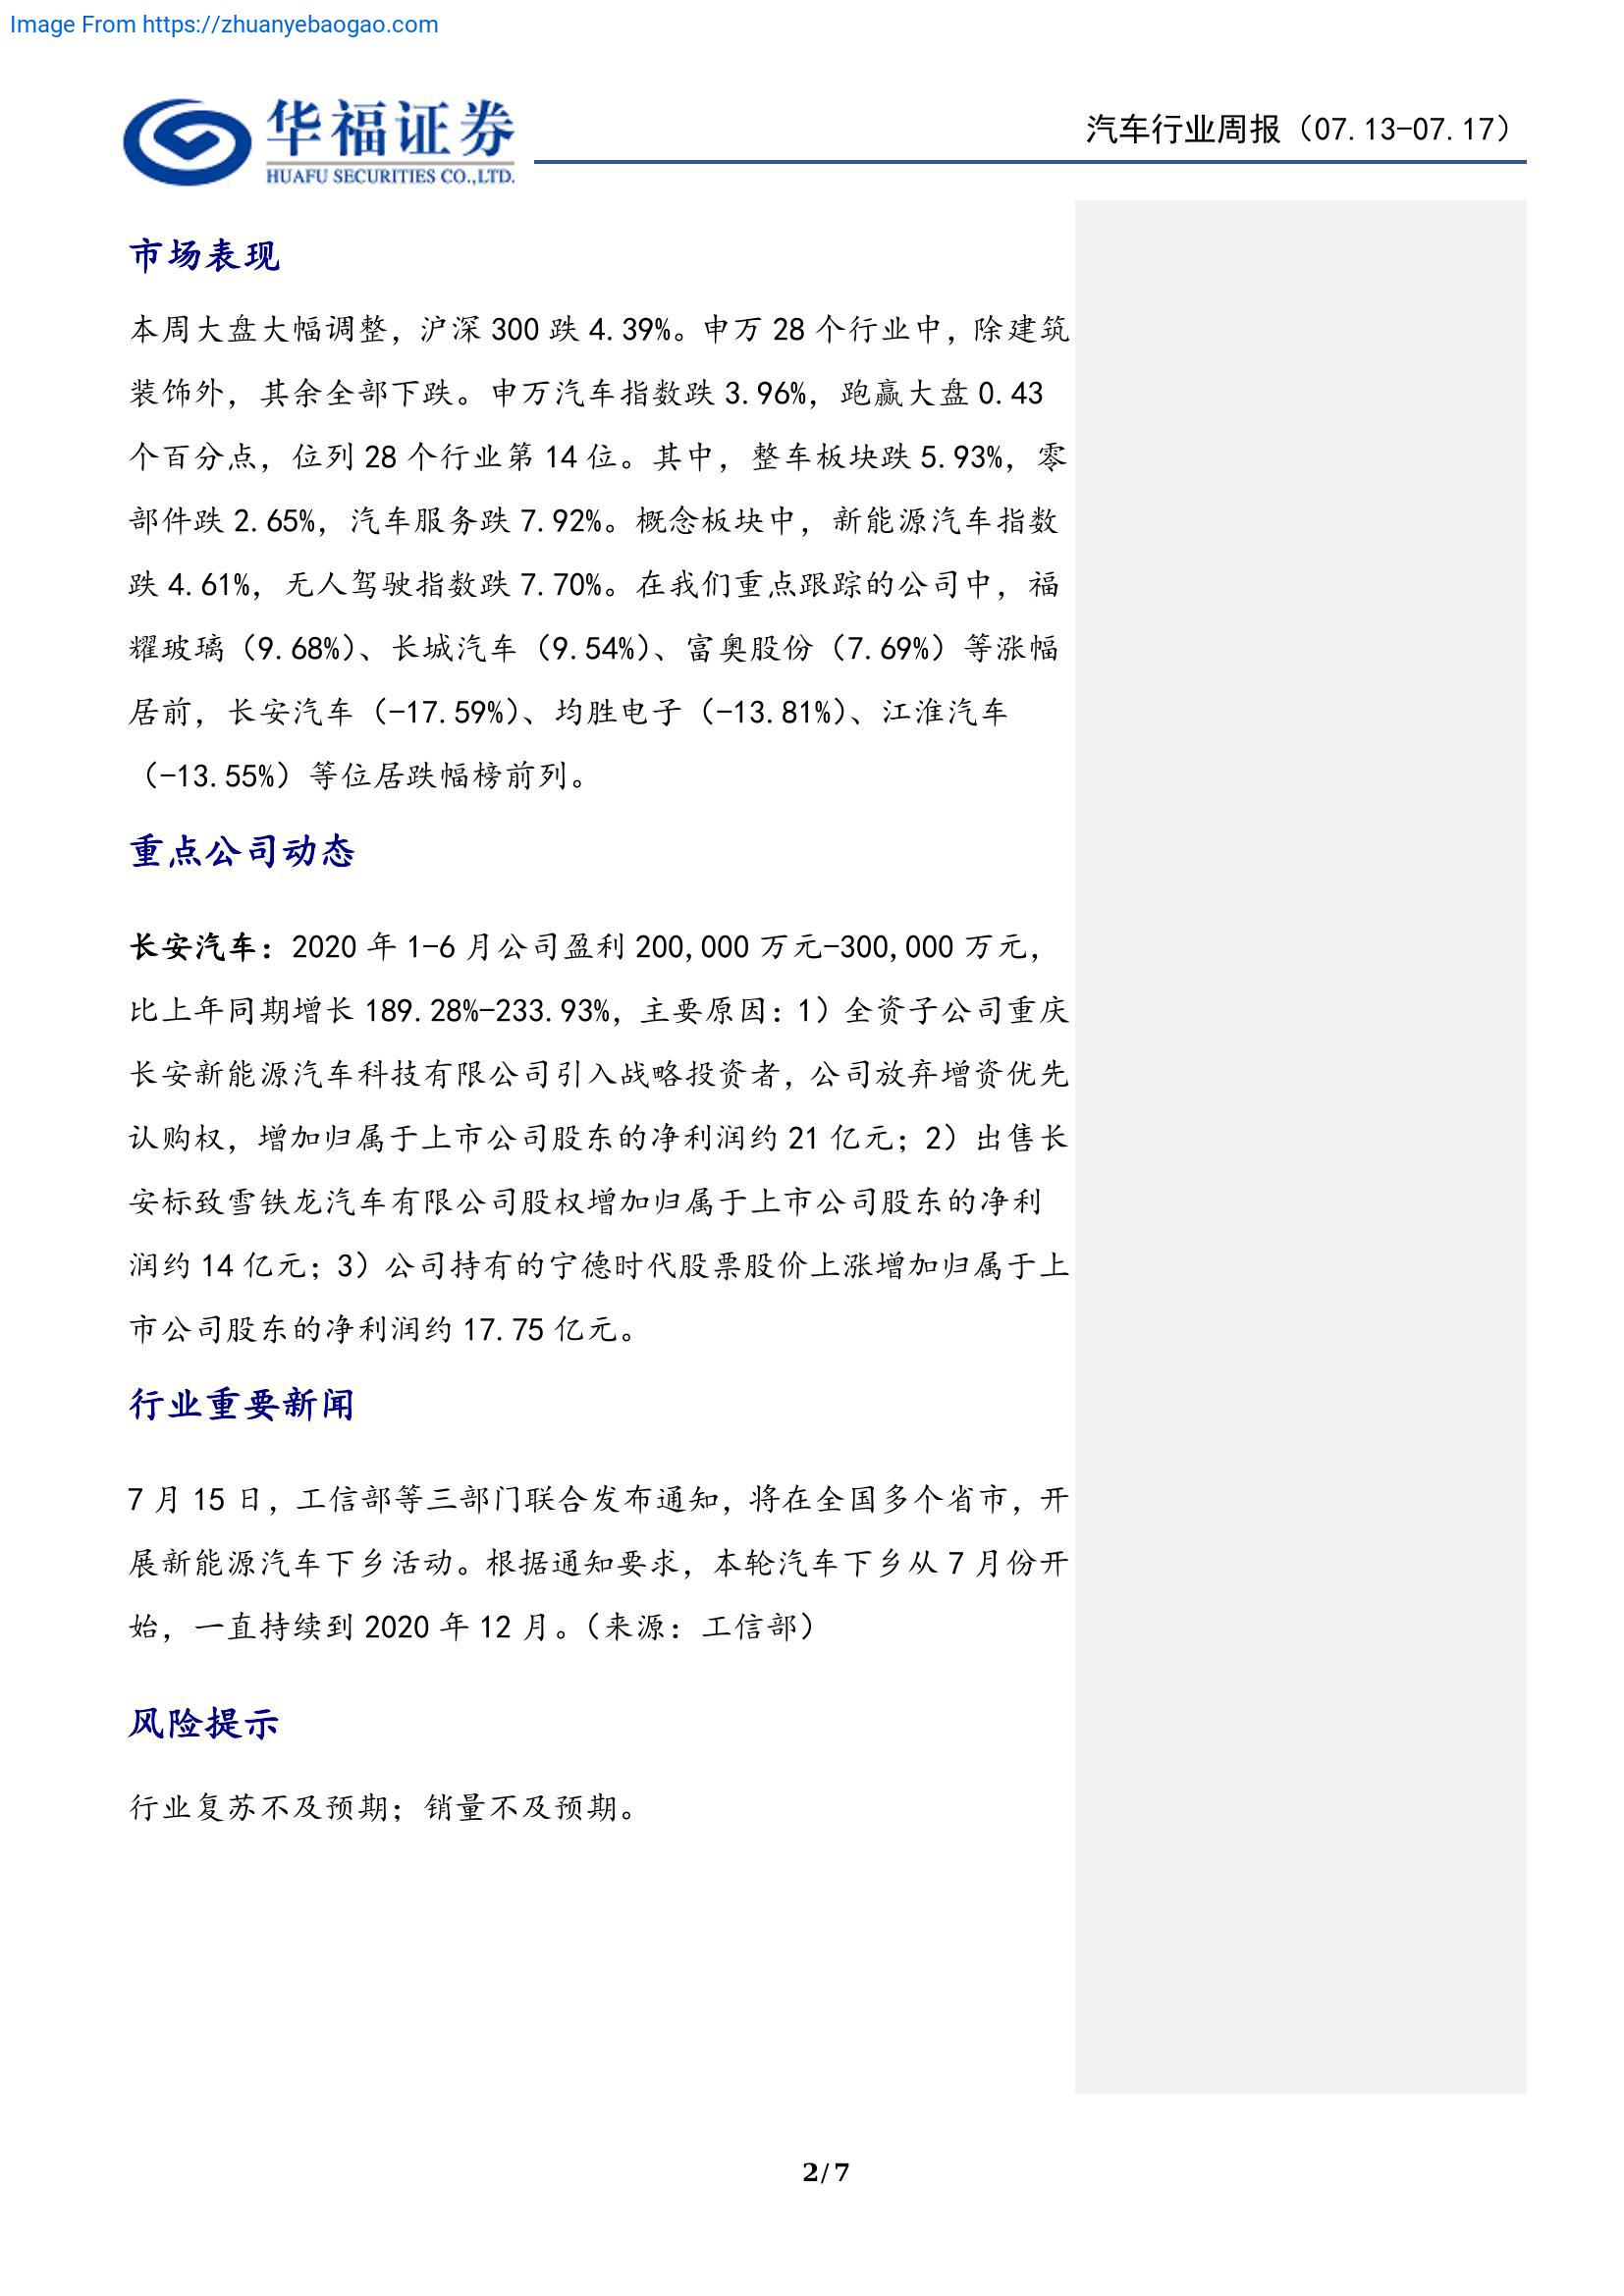 Image From https://zhuanyebaogao.com
华福证券
HUAFU SECURITIES CO.,LTD.
汽车行业周报（07.13-07.17）
市场表现
本周大盘大幅调整，沪深 300 跌 4.39%。申万 28 个行业中，除建筑
装饰外，其余全部下跌。申万汽车指数跌 3.96%，跑赢大盘 0.43
个百分点，位列 28 个行业第 14 位。其中，整车板块跌 5.93%，零
部件跌 2.65%，汽车服务跌 7.92%。概念板块中，新能源汽车指数
跌 4.61%，无人驾驶指数跌 7.70%。在我们重点跟踪的公司中，福
耀玻璃（9.68%）、长城汽车（9.54%）、富奥股份（7.69%）等涨幅
居前，长安汽车（-17.59%）、均胜电子（-13.81%）、江淮汽车
（-13.55%）等位居跌幅榜前列。
重点公司动态
长安汽车：2020 年 1-6 月公司盈利 200,000 万元-300,000 万元，
比上年同期增长 189.28%-233.93%，主要原因：1）全资子公司重庆
长安新能源汽车科技有限公司引入战略投资者，公司放弃增资优先
认购权，增加归属于上市公司股东的净利润约 21 亿元；2）出售长
安标致雪铁龙汽车有限公司股权增加归属于上市公司股东的净利
润约 14 亿元；3）公司持有的宁德时代股票股价上涨增加归属于上
市公司股东的净利润约 17.75 亿元。
行业重要新闻
7 月 15 日，工信部等三部门联合发布通知，将在全国多个省市，开
展新能源汽车下乡活动。根据通知要求，本轮汽车下乡从 7 月份开
始，一直持续到 2020 年 12 月。（来源：工信部）
风险提示
行业复苏不及预期；销量不及预期。
2/7